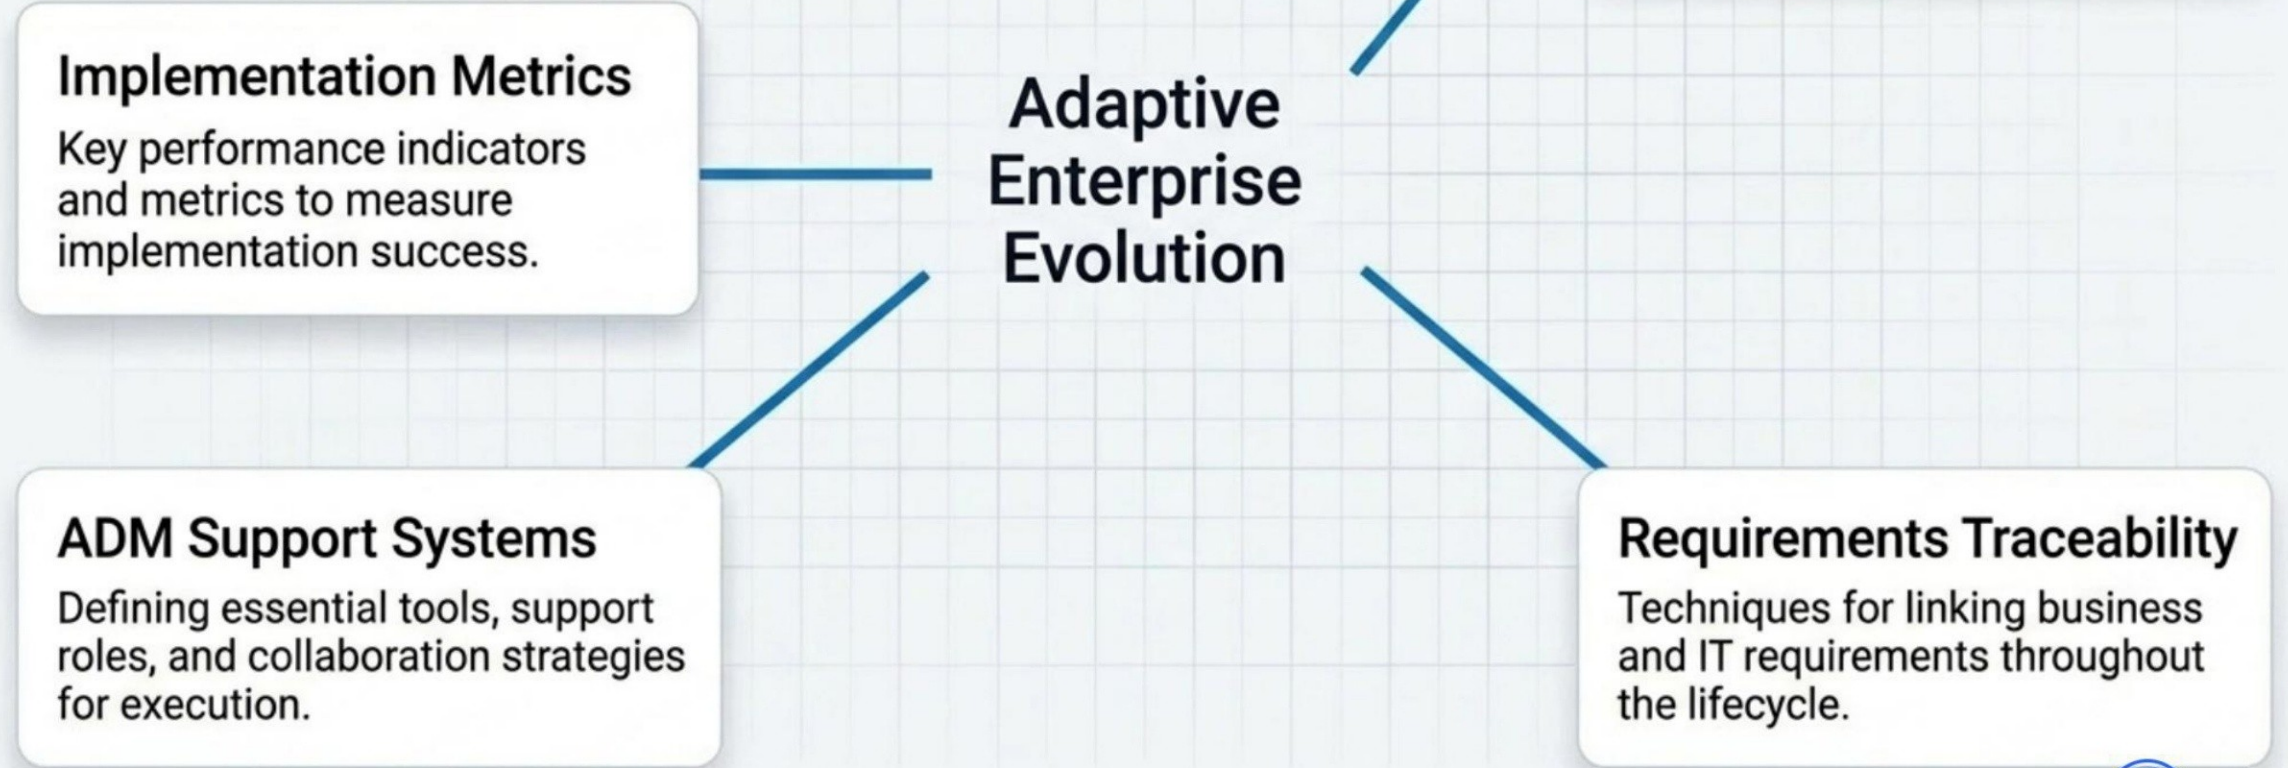 Implementation Metrics
Key performance indicators
and metrics to measure
implementation success.
Adaptive
Enterprise
Evolution
ADM Support Systems
Defining essential tools, support
roles, and collaboration strategies
for execution.
Requirements Traceability
Techniques for linking business
and IT requirements throughout
the lifecycle.